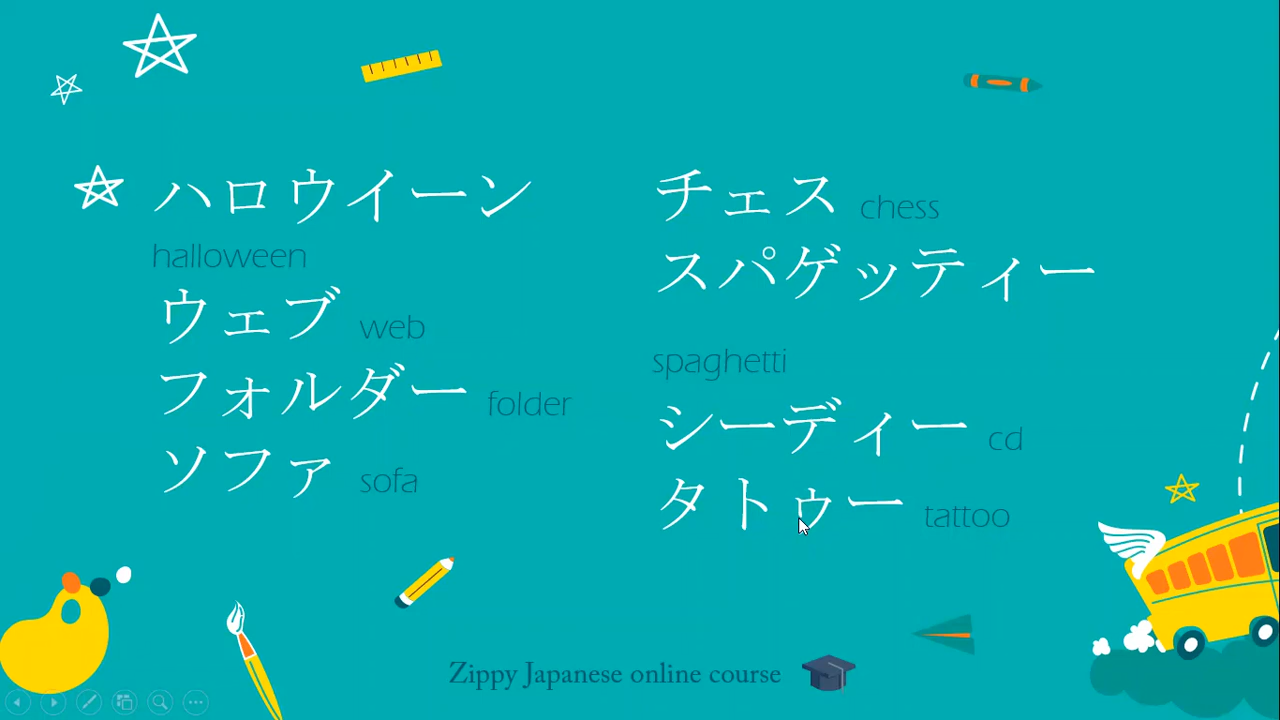 ハロウイーン
halloween
ウェブ web
フォルダー folder
ソファ sofa
チェス chess
スパゲッティー
spaghetti
シーディー cd
タトゥー tattoo
Zippy Japanese online course